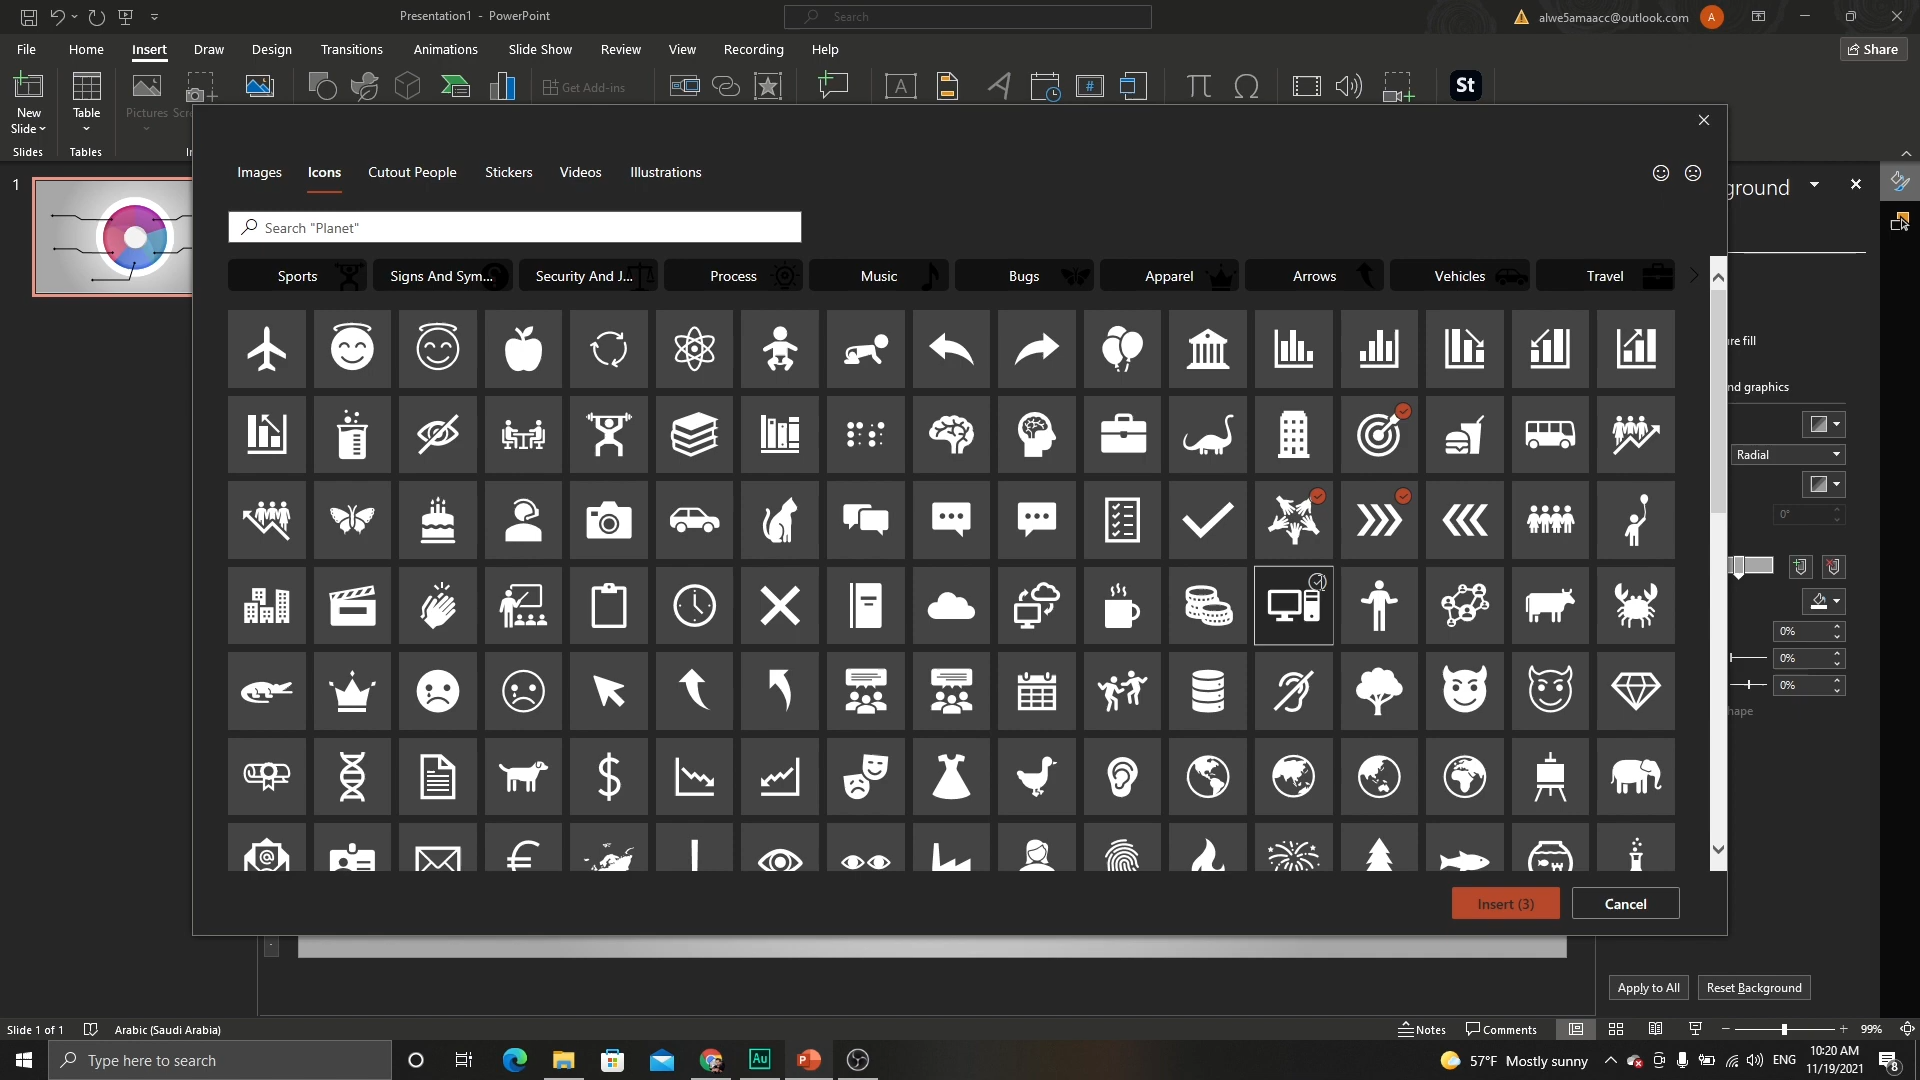 Presentation1 - PowerPoint
Search
alwe5amaacc@outlook.com
A
File
Home
Insert
Draw
Design
Transitions
Animations
Slide Show
Review
View
Recording
Help
Share
Get Add-ins
St
New
Slide
Table
Pictures
Slides
Tables
ground
1
Images
Icons
Cutout People
Stickers
Videos
Illustrations
Search "Planet"
Sports
Signs And Sym...
Security And J...
Process
Music
Bugs
Apparel
Arrows
Vehicles
Travel
re fill
nd graphics
Radial
0°
0%
0%
0%
hape
Insert (3)
Cancel
Apply to All
Reset Background
Slide 1 of 1
Arabic (Saudi Arabia)
Notes
Comments
99%
Type here to search
Au
P
57°F Mostly sunny
ENG
10:20 AM
11/19/2021
8